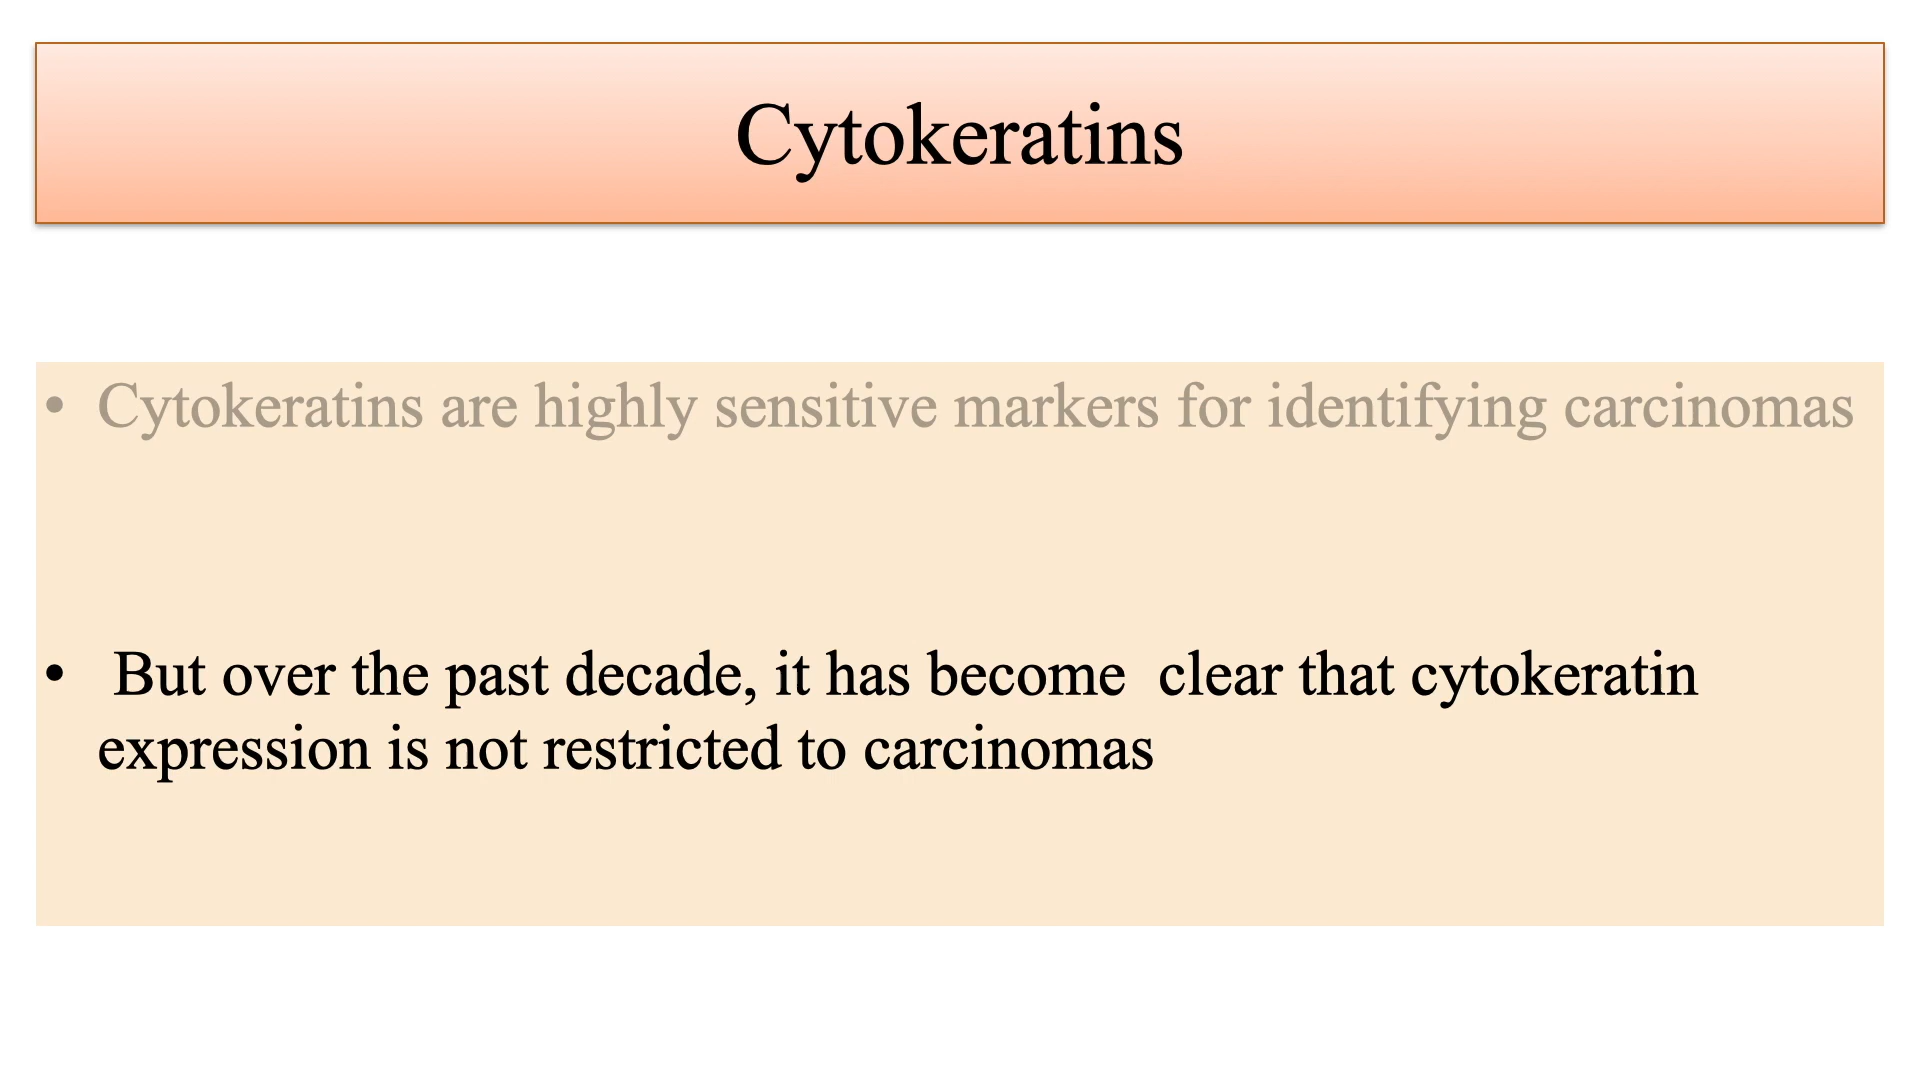 Cytokeratins
• Cytokeratins are highly sensitive markers for identifying carcinomas
• But over the past decade, it has become  clear that cytokeratin
expression is not restricted to carcinomas